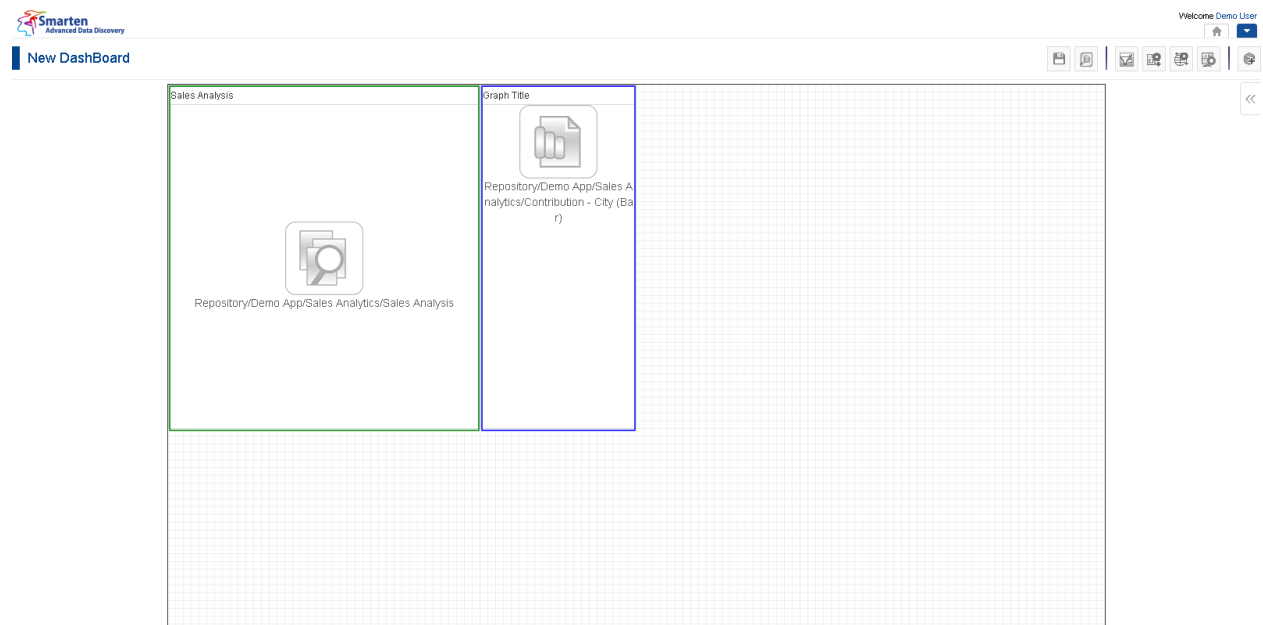 Smarten
Advanced Data Discovery
Welcome Demo User
New DashBoard
Sales Analysis
Repository/Demo App/Sales Analytics/Sales Analysis
Graph Title
Repository/Demo App/Sales A
nalytics/Contribution - City (Ba
r)